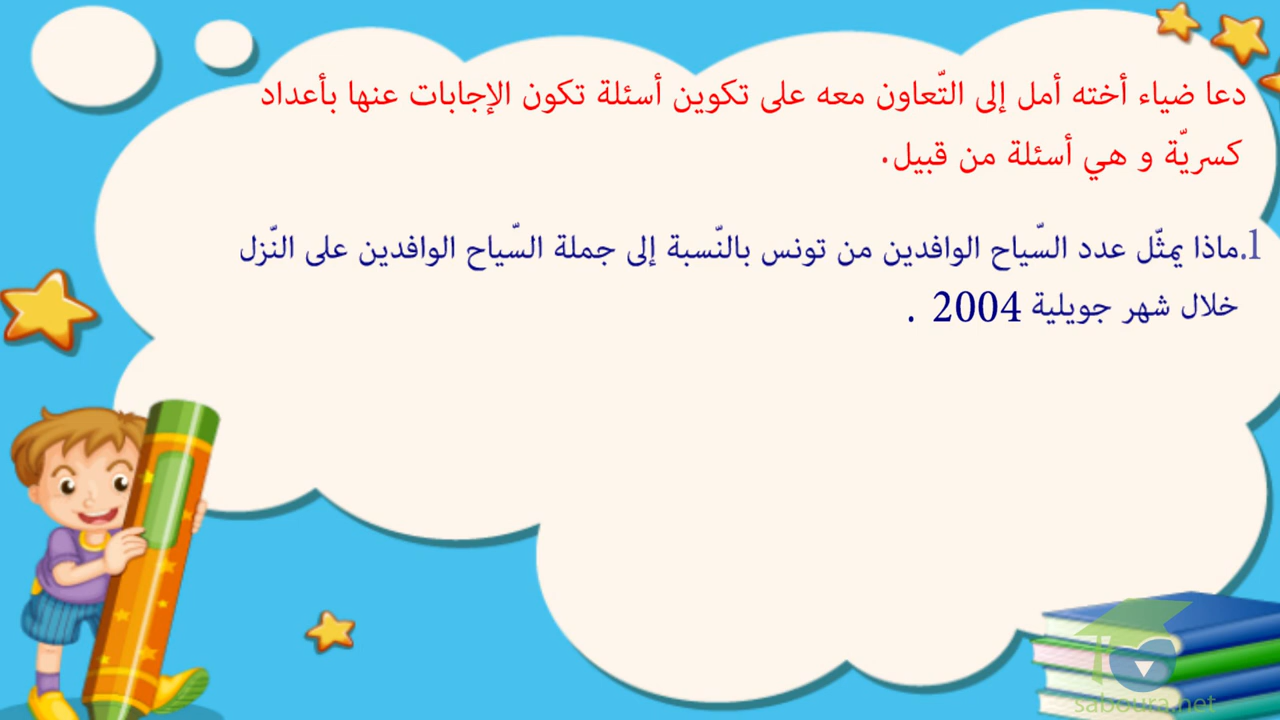 دعا ضياء أخته أمل إلى التّعاون معه على تكوين أسئلة تكون الإجابات عنها بأعداد
كسريّة و هي أسئلة من قبيل.
1.ماذا يمثّل عدد السّياح الوافدين من تونس بالنّسبة إلى جملة السّياح الوافدين على النّزل
خلال شهر جويلية 2004 .
saboura.net